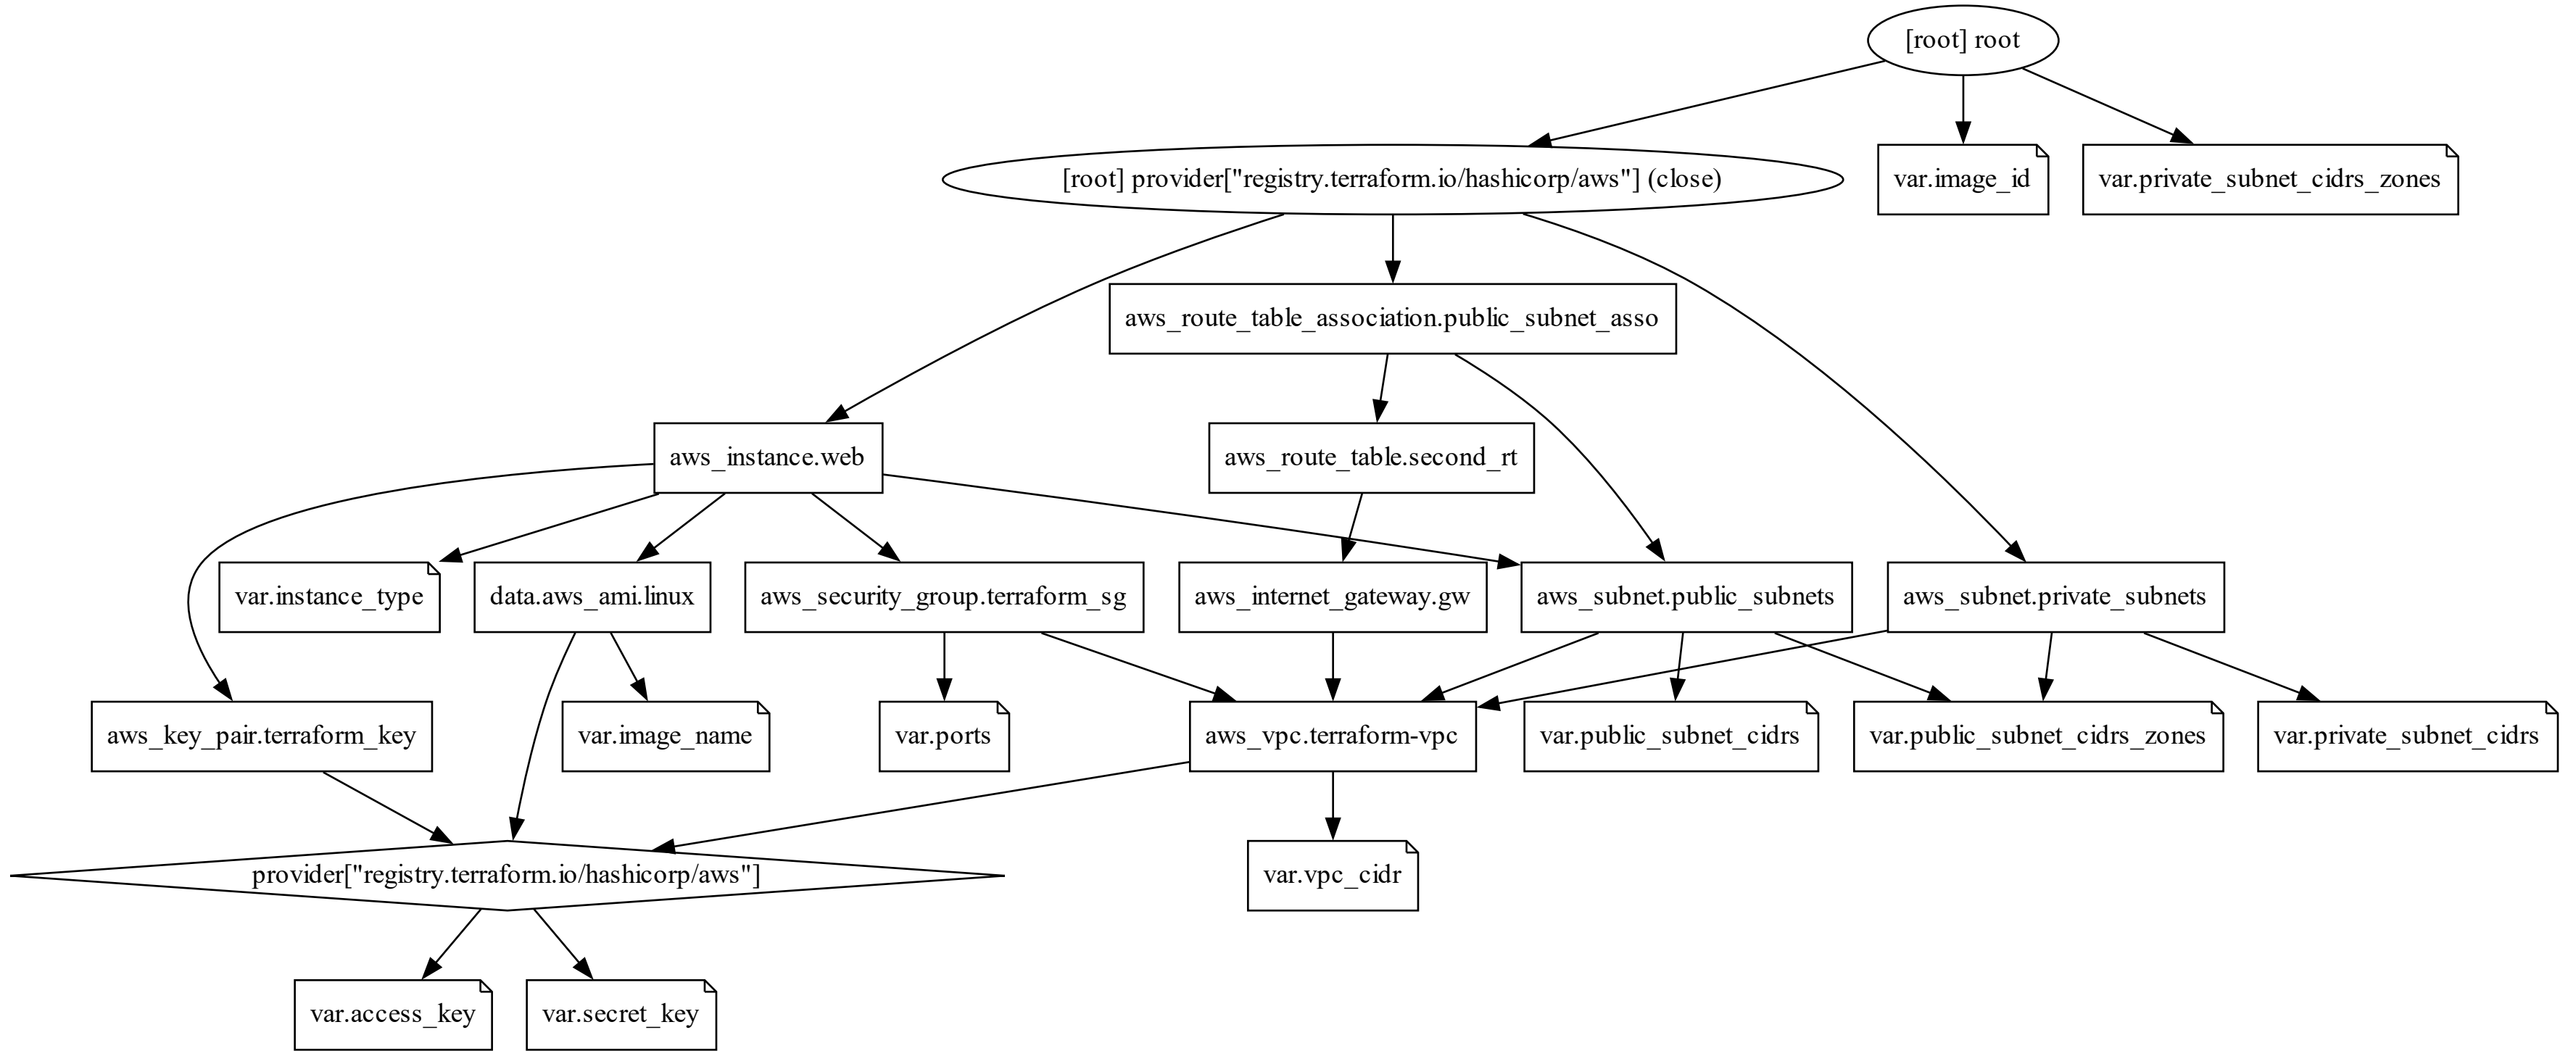 [root] root
[root] provider["registry.terraform.io/hashicorp/aws"] (close)
var.image_id
var.private_subnet_cidrs_zones
aws_route_table_association.public_subnet_asso
aws_instance.web
aws_route_table.second_rt
var.instance_type
data.aws_ami.linux
aws_security_group.terraform_sg
aws_internet_gateway.gw
aws_subnet.public_subnets
aws_subnet.private_subnets
aws_key_pair.terraform_key
var.image_name
var.ports
aws_vpc.terraform-vpc
var.public_subnet_cidrs
var.public_subnet_cidrs_zones
var.private_subnet_cidrs
provider["registry.terraform.io/hashicorp/aws"]
var.vpc_cidr
var.access_key
var.secret_key